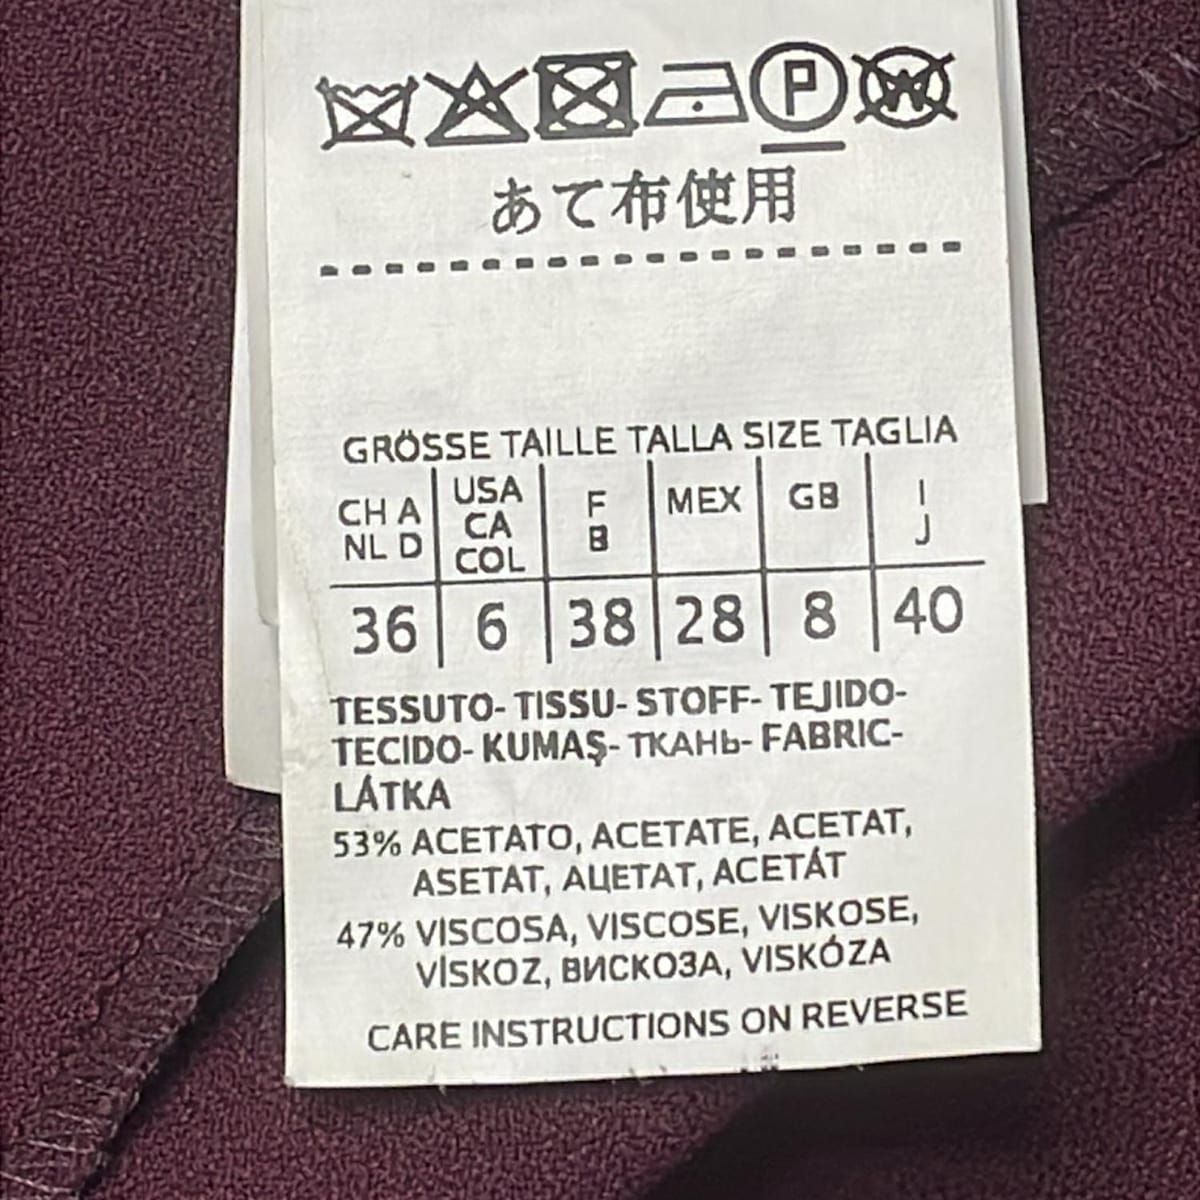 P W
あて布使用
GRÖSSE TAILLE TALLA SIZE TAGLIA
CH A NL D | USA CA COL | F B | MEX | GB | I J
36 | 6 | 38 | 28 | 8 | 40
TESSUTO- TISSU- STOFF- TEJIDO-
TECIDO- KUMAŞ- ТКАНЬ- FABRIC-
LÁTKA
53% ACETATO, ACETATE, ACETAT,
ASETAT, АЦЕТАТ, ACETÁT
47% VISCOSA, VISCOSE, VISKOSE,
VİSKOZ, ВИСКОЗА, VISKÓZA
CARE INSTRUCTIONS ON REVERSE